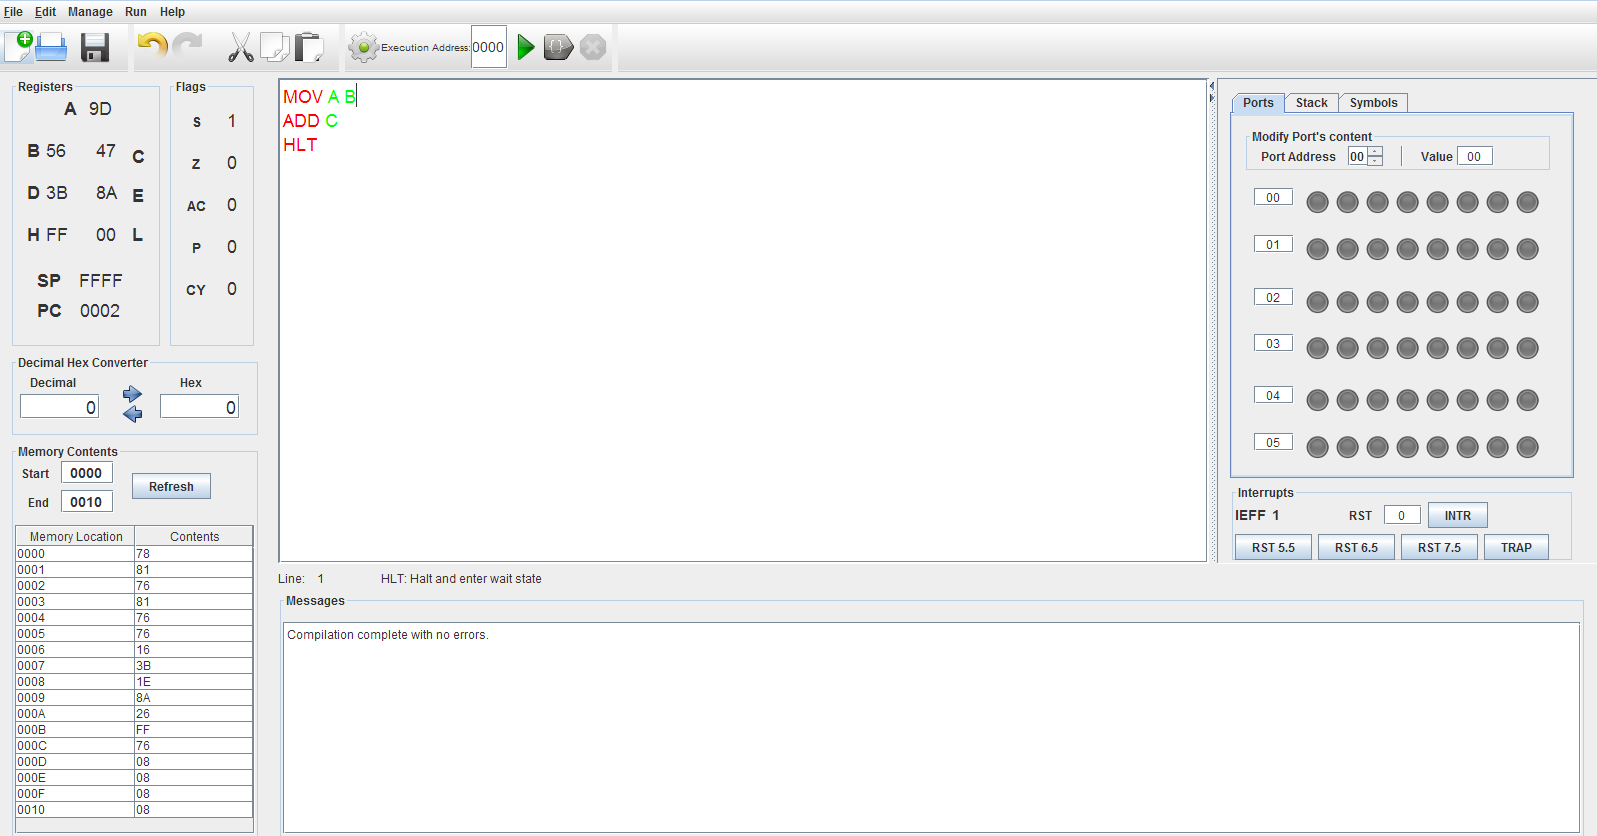 File Edit Manage Run Help
Execution Address: 0000
Registers
A 9D
B 56 47 C
D 3B 8A E
H FF 00 L
SP FFFF
PC 0002
Flags
S 1
Z 0
AC 0
P 0
CY 0
Decimal Hex Converter
Decimal Hex
0 0
Memory Contents
Start 0000
Refresh
End 0010
Memory Location Contents
0000 78
0001 81
0002 76
0003 81
0004 76
0005 76
0006 16
0007 3B
0008 1E
0009 8A
000A 26
000B FF
000C 76
000D 08
000E 08
000F 08
0010 08
MOV A B
ADD C
HLT
Line: 1 HLT: Halt and enter wait state
Messages
Compilation complete with no errors.
Ports Stack Symbols
Modify Port's content
Port Address 00 Value 00
00
01
02
03
04
05
Interrupts
IEFF 1 RST 0 INTR
RST 5.5 RST 6.5 RST 7.5 TRAP